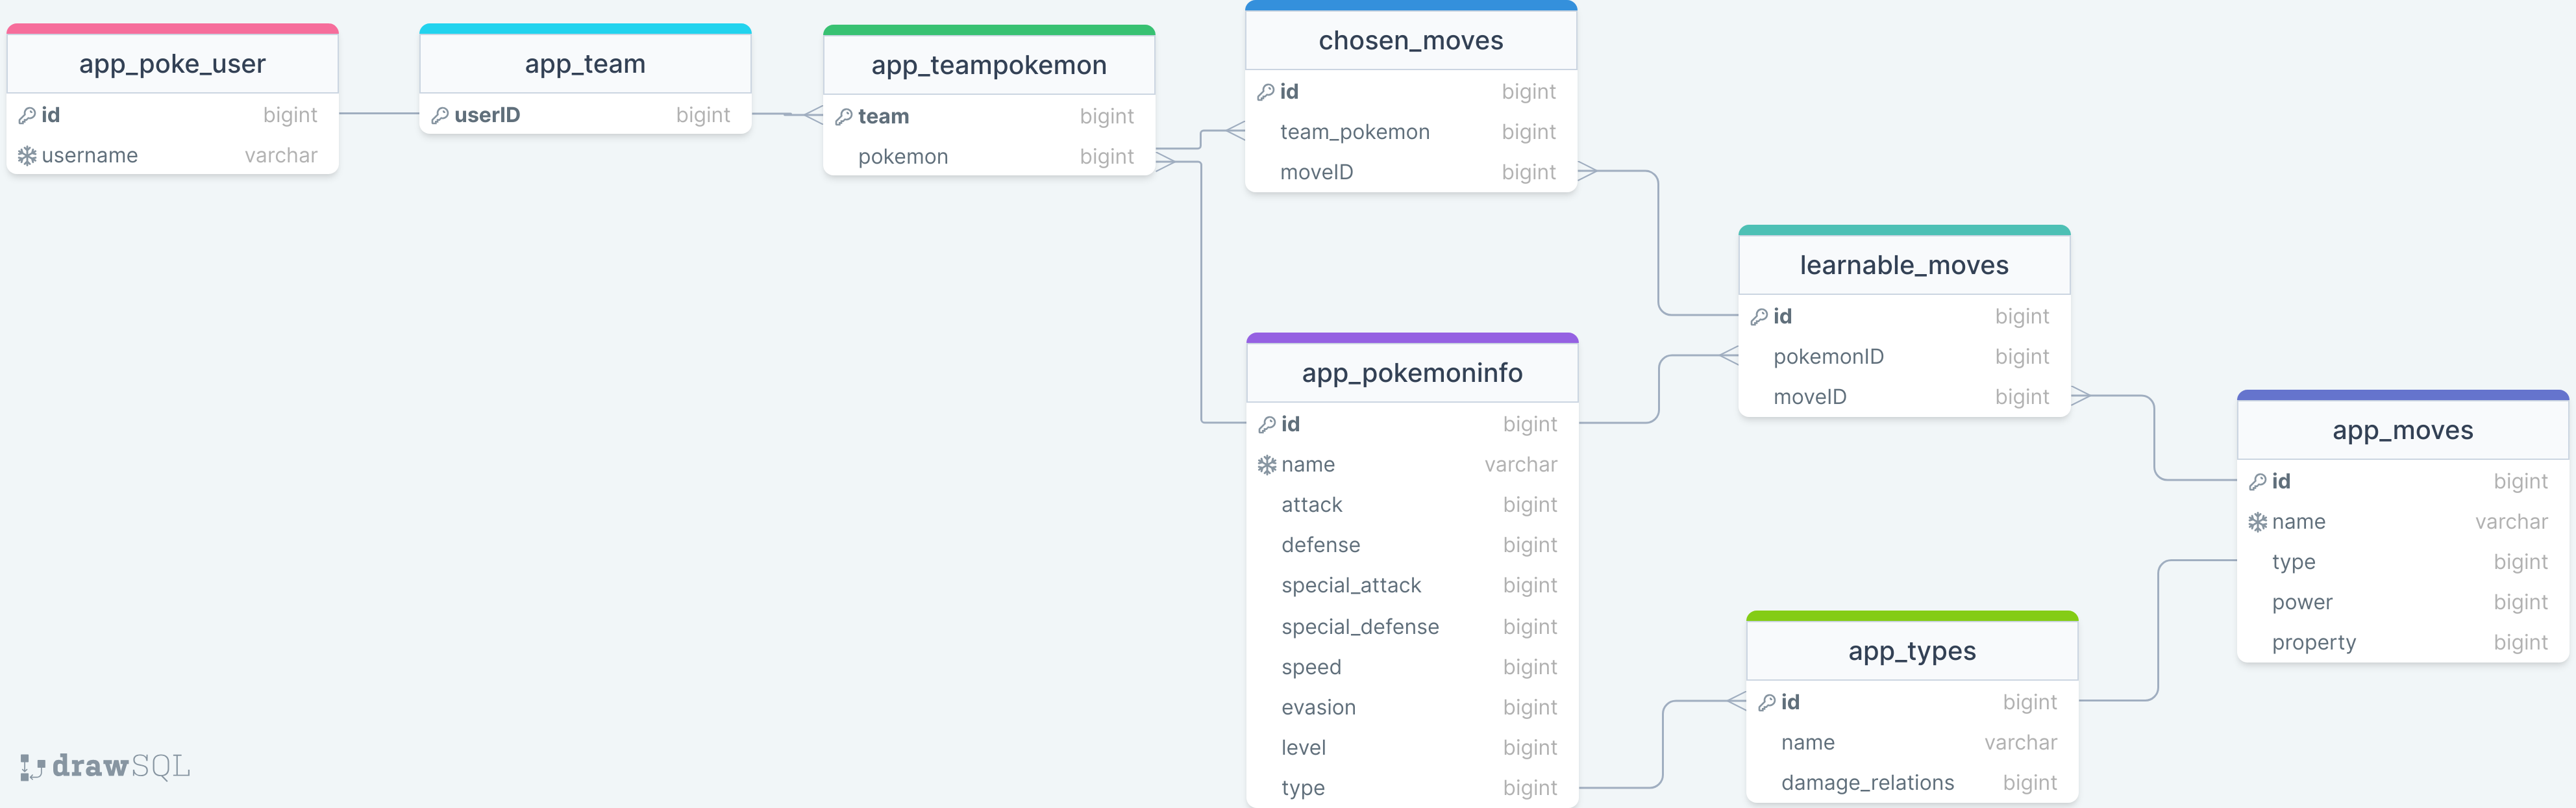 app_poke_user
id bigint
username varchar
app_team
userID bigint
app_teampokemon
team bigint
pokemon bigint
chosen_moves
id bigint
team_pokemon bigint
moveID bigint
learnable_moves
id bigint
pokemonID bigint
moveID bigint
app_pokemoninfo
id bigint
name varchar
attack bigint
defense bigint
special_attack bigint
special_defense bigint
speed bigint
evasion bigint
level bigint
type bigint
app_moves
id bigint
name varchar
type bigint
power bigint
property bigint
app_types
id bigint
name varchar
damage_relations bigint
drawSQL